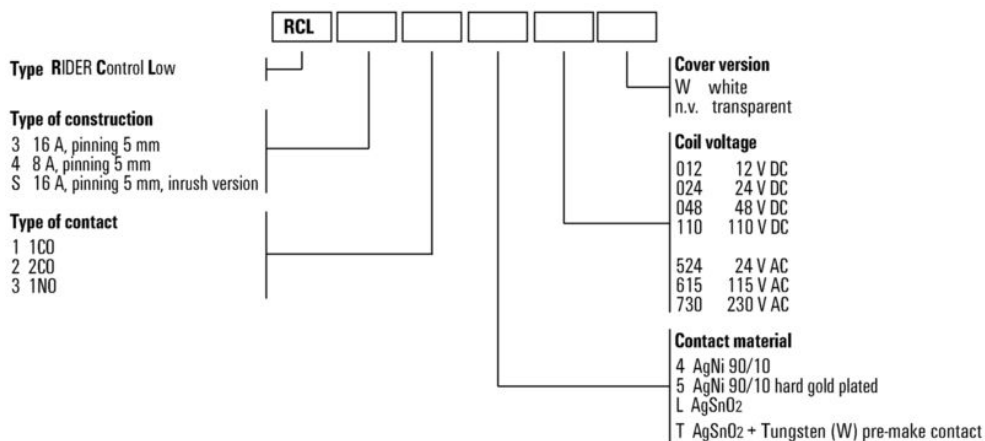 RCL
Type RIDER Control Low
Type of construction
3 16 A, pinning 5 mm
4 8 A, pinning 5 mm
S 16 A, pinning 5 mm, inrush version
Type of contact
1 1CO
2 2CO
3 1NO
Cover version
W white
n.v. transparent
Coil voltage
012 12 V DC
024 24 V DC
048 48 V DC
110 110 V DC
524 24 V AC
615 115 V AC
730 230 V AC
Contact material
4 AgNi 90/10
5 AgNi 90/10 hard gold plated
L AgSnO2
T AgSnO2 + Tungsten (W) pre-make contact